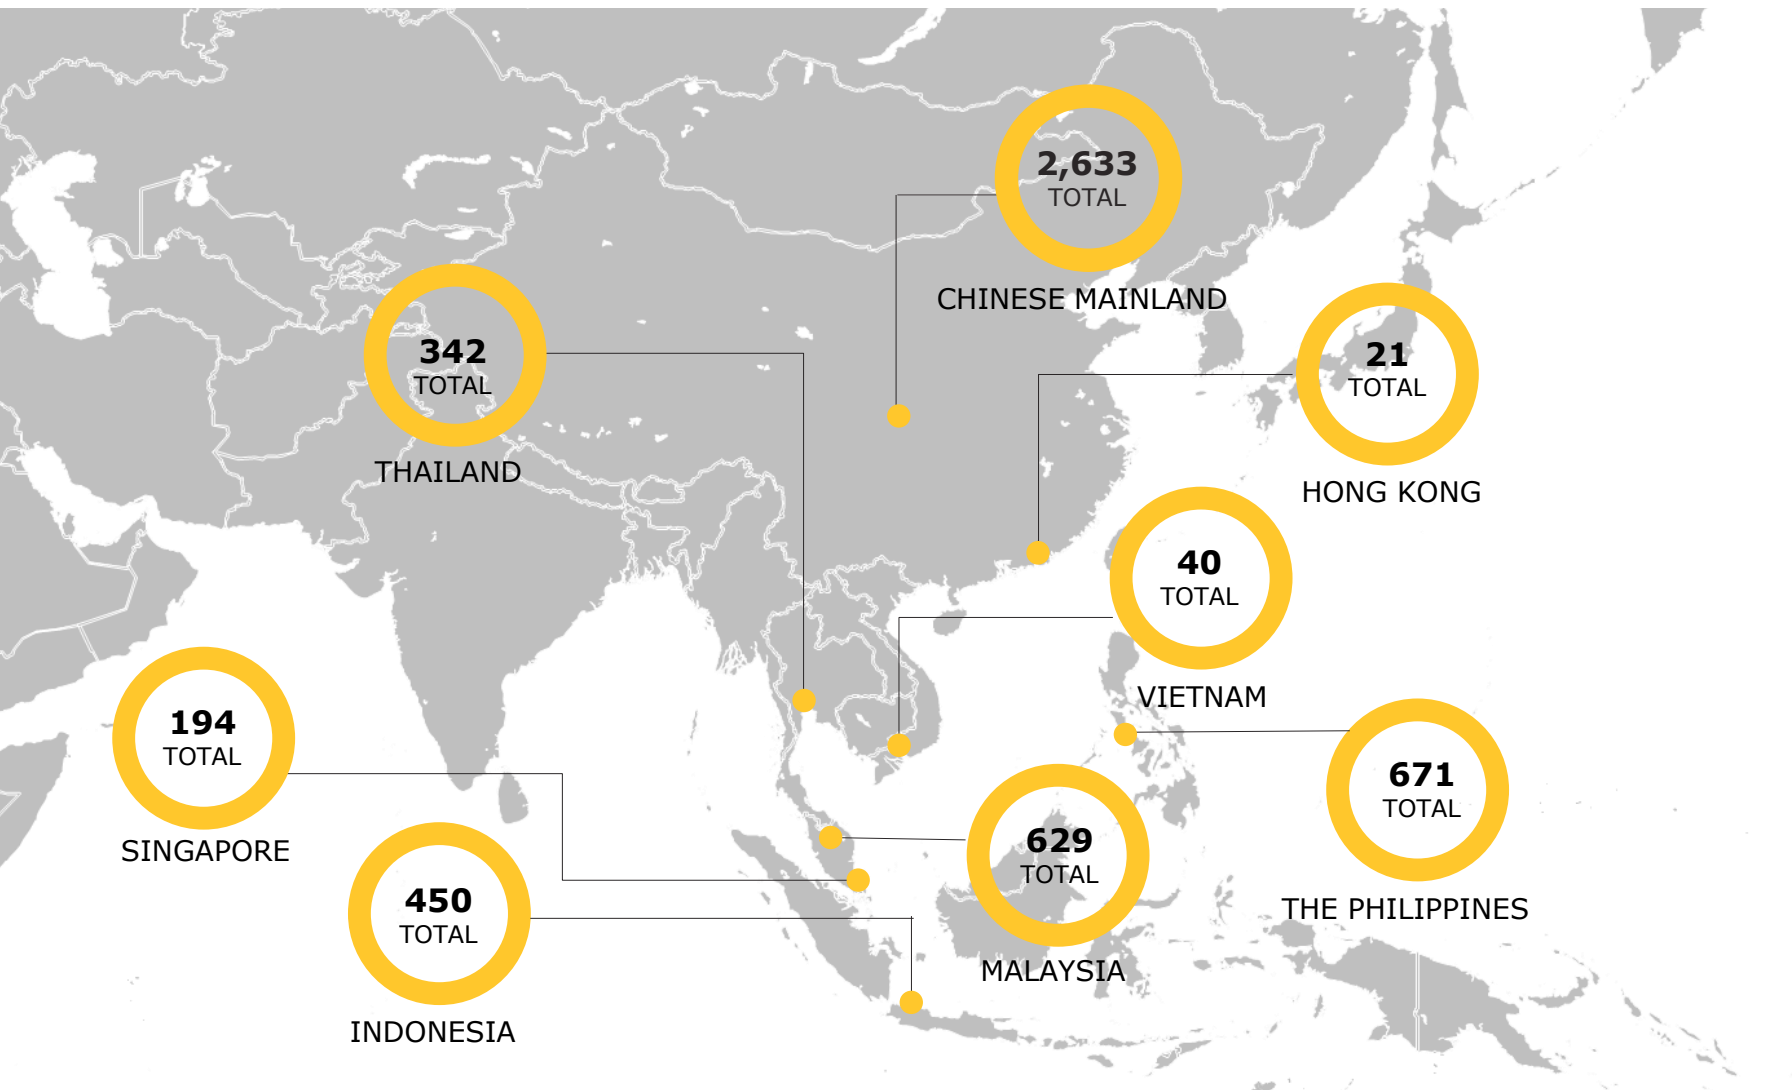 2,633
TOTAL
CHINESE MAINLAND
342
TOTAL
THAILAND
21
TOTAL
HONG KONG
40
TOTAL
VIETNAM
194
TOTAL
SINGAPORE
671
TOTAL
THE PHILIPPINES
629
TOTAL
MALAYSIA
450
TOTAL
INDONESIA